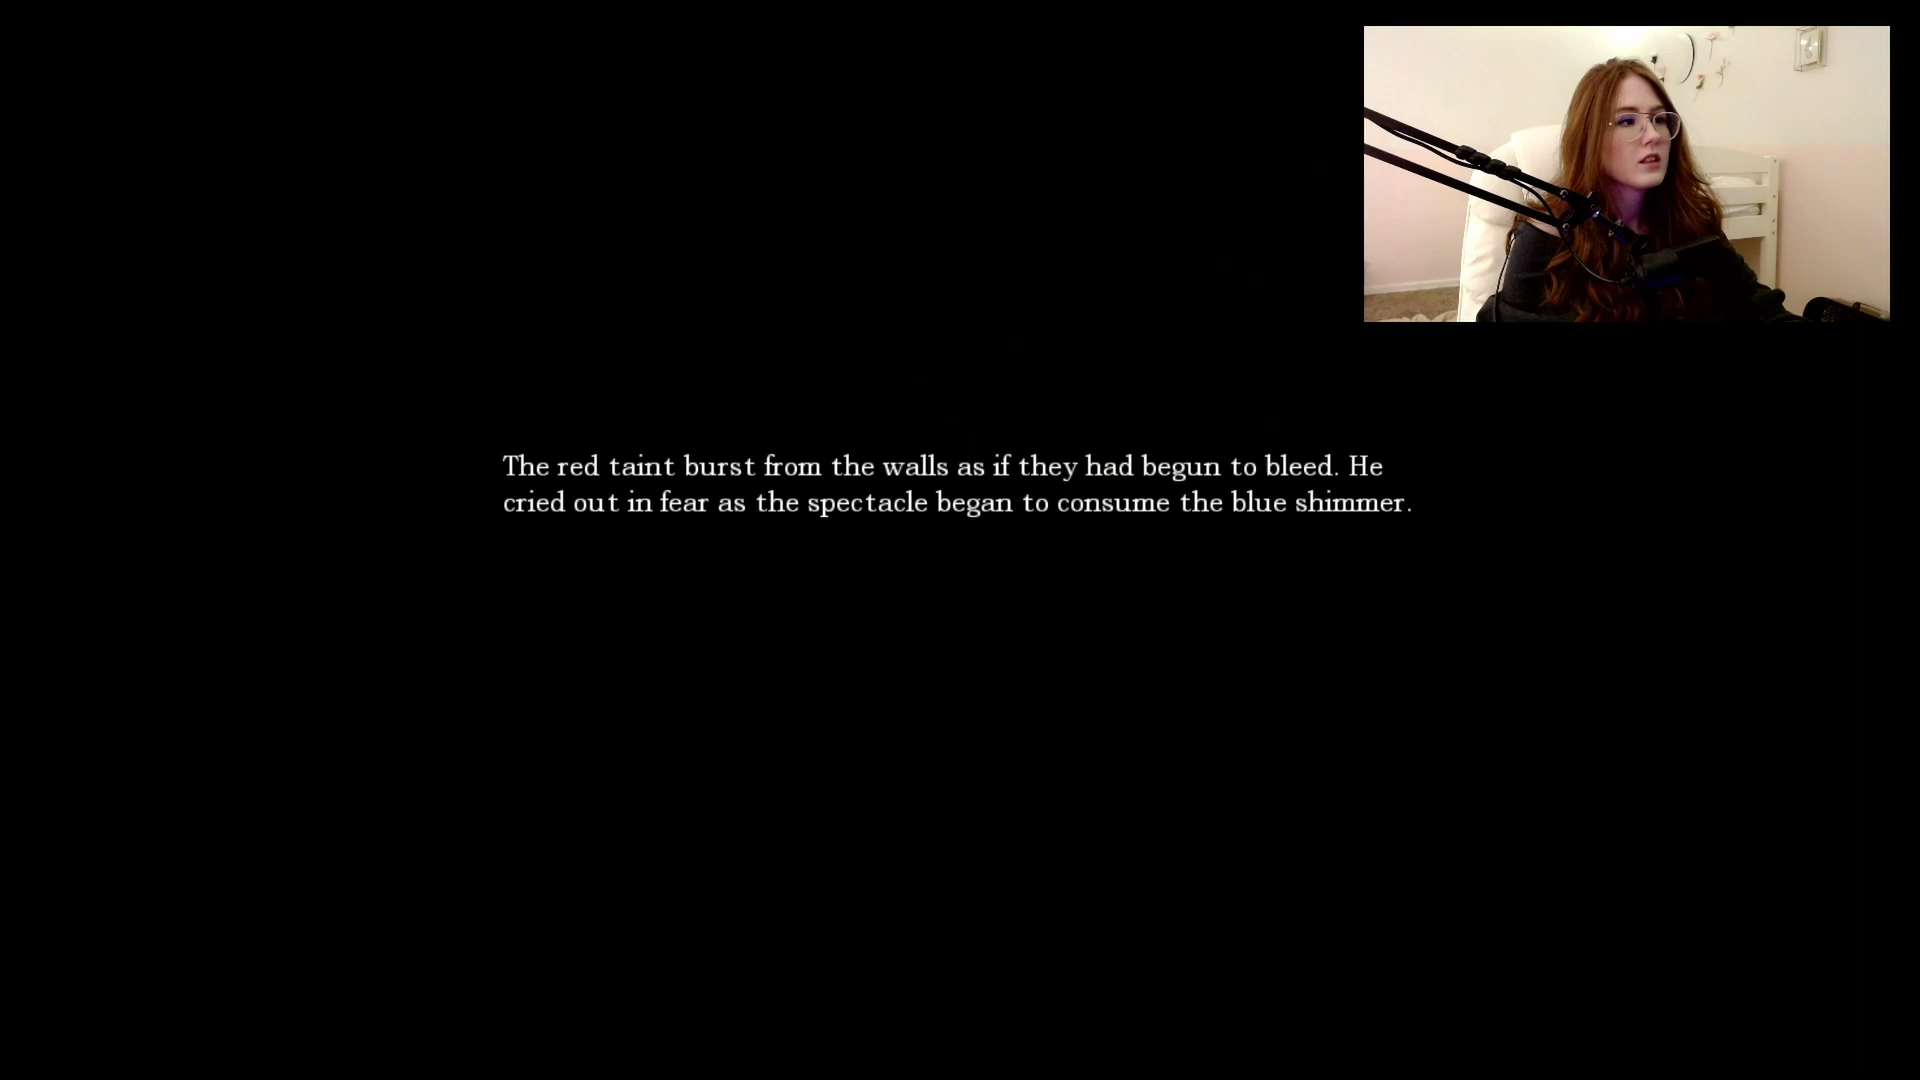 The red taint burst from the walls as if they had begun to bleed. He
cried out in fear as the spectacle began to consume the blue shimmer.